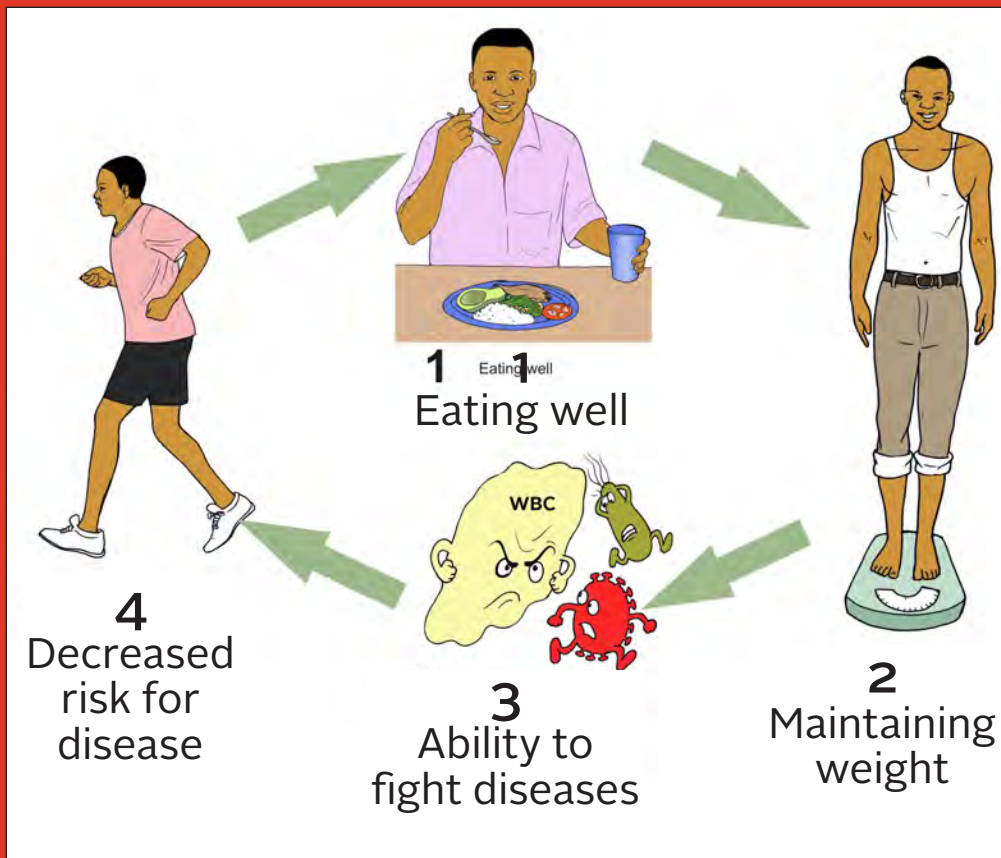 1 1
Eating well
Eating well
WBC
4
Decreased
risk for
disease
3
Ability to
fight diseases
2
Maintaining
weight